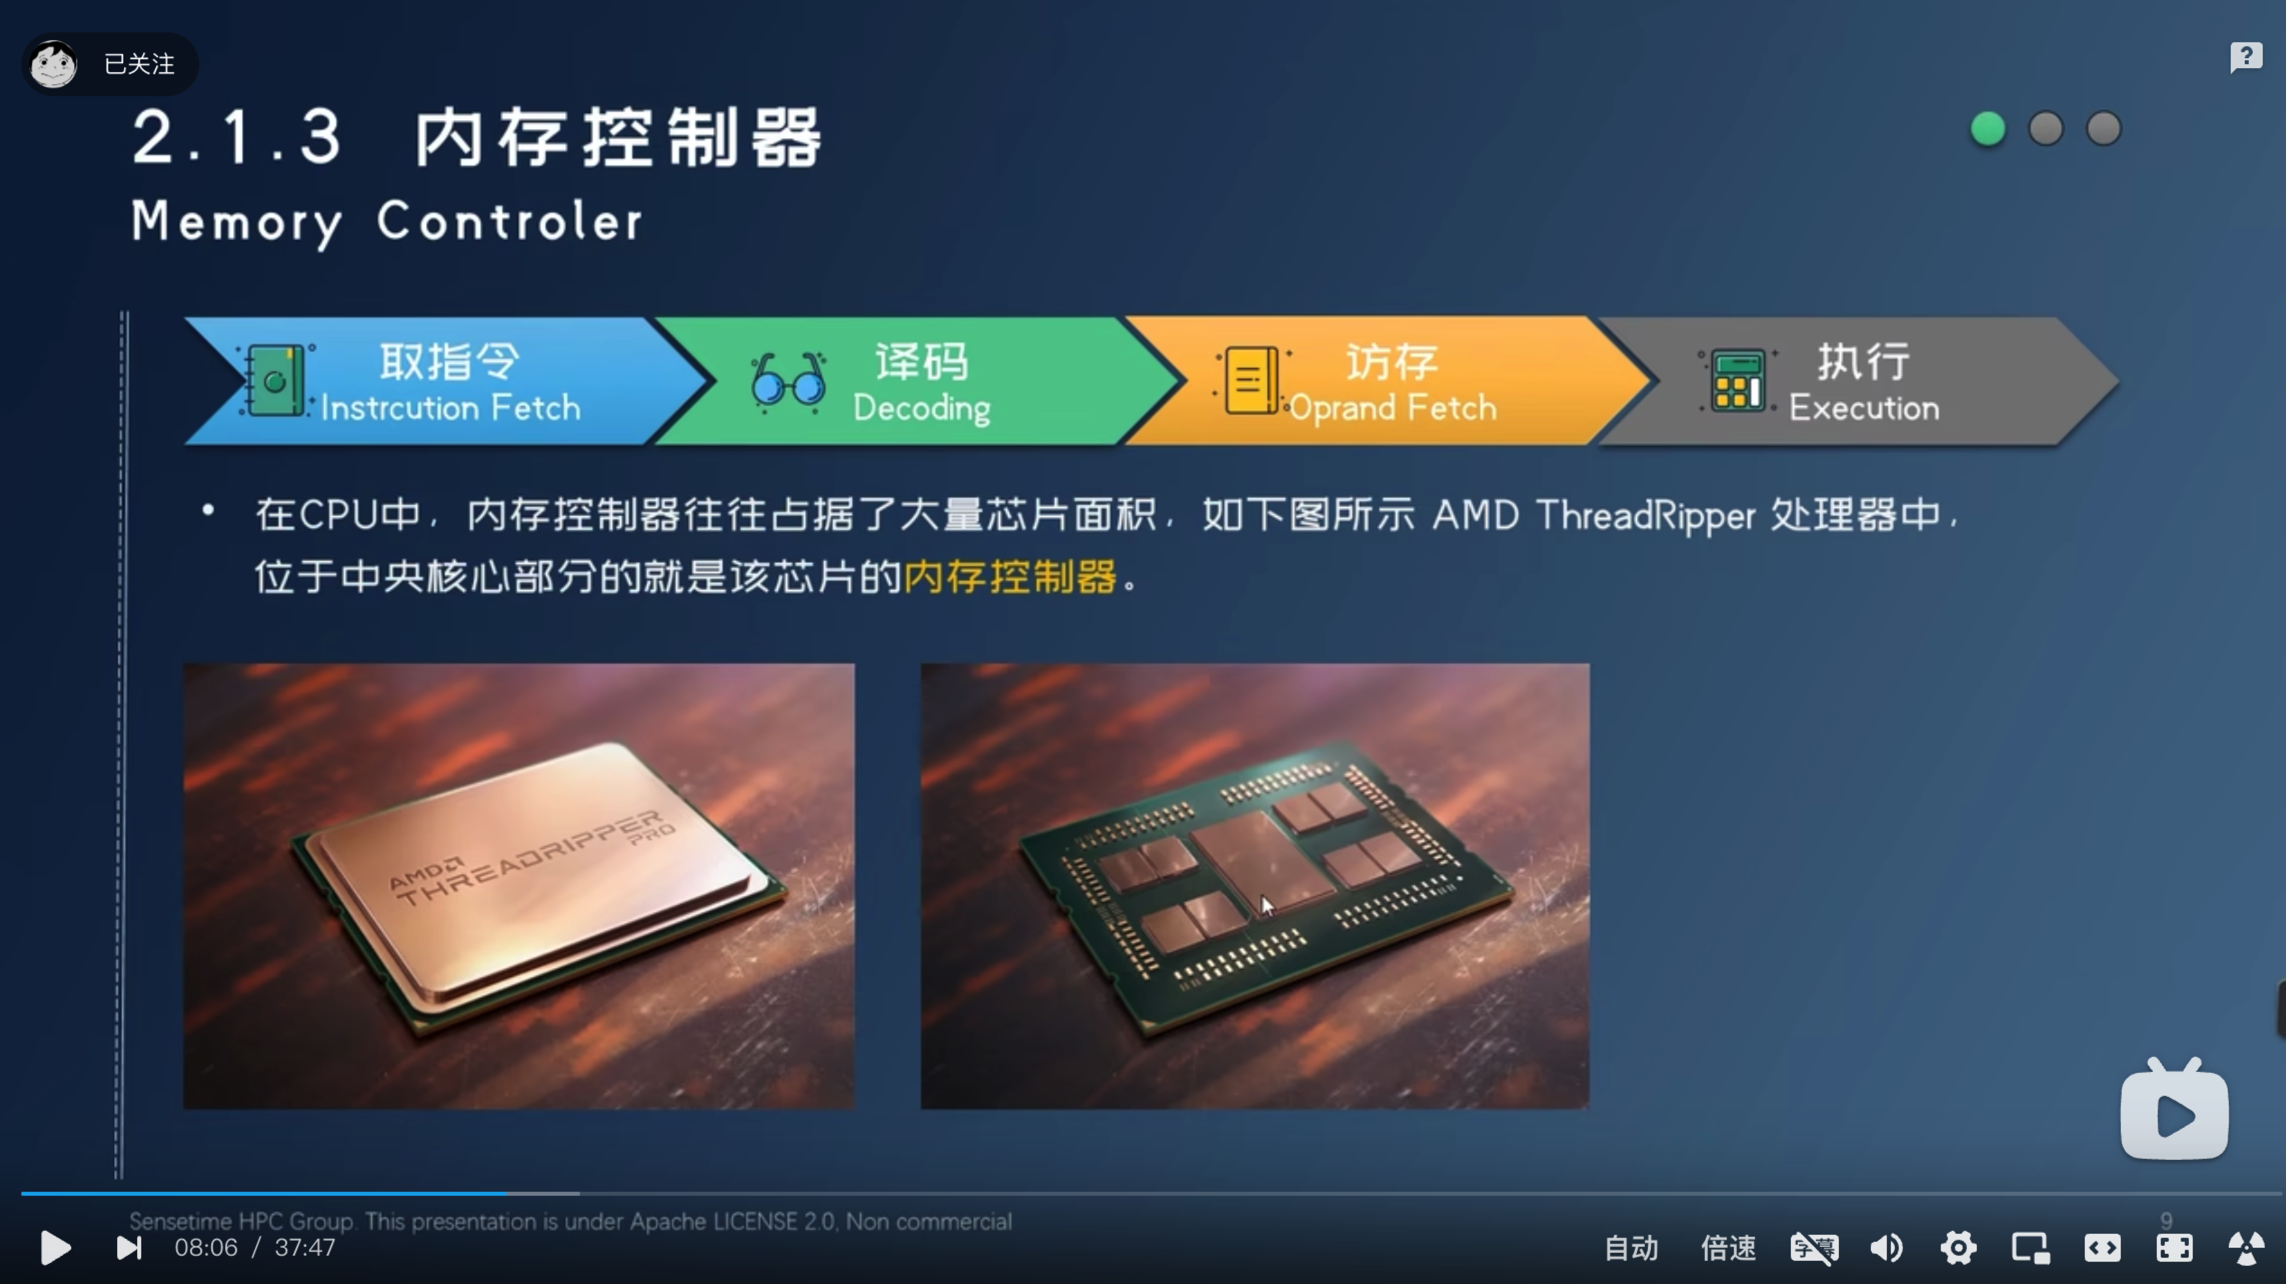 已关注
2.1.3 内存控制器
Memory Controler
取指令
Instrcution Fetch
译码
Decoding
访存
Oprand Fetch
执行
Execution
• 在CPU中，内存控制器往往占据了大量芯片面积，如下图所示 AMD ThreadRipper 处理器中，
位于中央核心部分的就是该芯片的内存控制器。
AMD
THREADRIPPER
PRO
Sensetime HPC Group. This presentation is under Apache LICENSE 2.0, Non commercial
9
08:06 / 37:47
自动
倍速
字幕